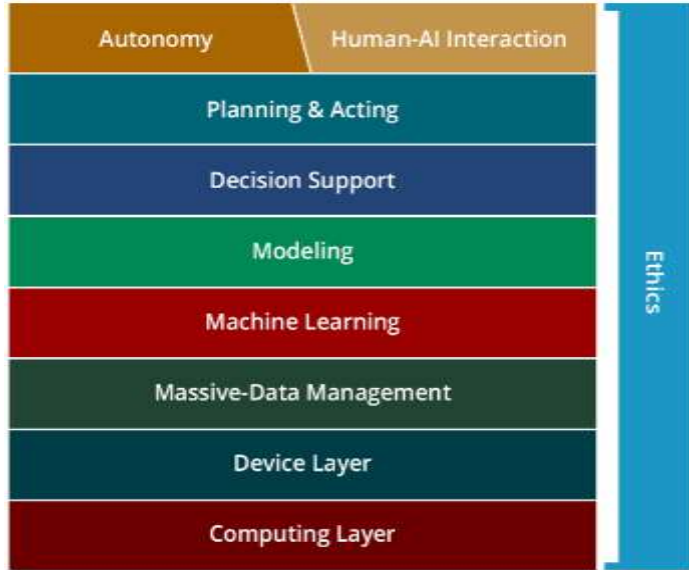 Autonomy
Human-AI Interaction
Planning & Acting
Decision Support
Modeling
Machine Learning
Massive-Data Management
Device Layer
Computing Layer
Ethics